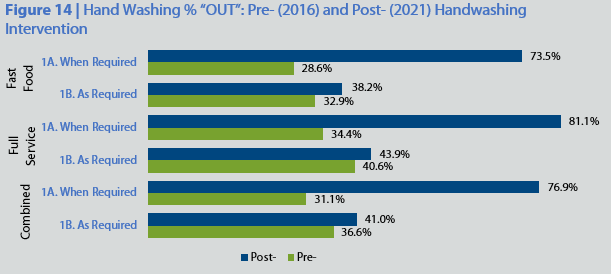 Figure 14 | Hand Washing % “OUT”: Pre- (2016) and Post- (2021) Handwashing
Intervention
Fast
Food
1A. When Required
73.5%
28.6%
1B. As Required
38.2%
32.9%
Full
Service
1A. When Required
81.1%
34.4%
1B. As Required
43.9%
40.6%
Combined
1A. When Required
76.9%
31.1%
1B. As Required
41.0%
36.6%
Post- Pre-